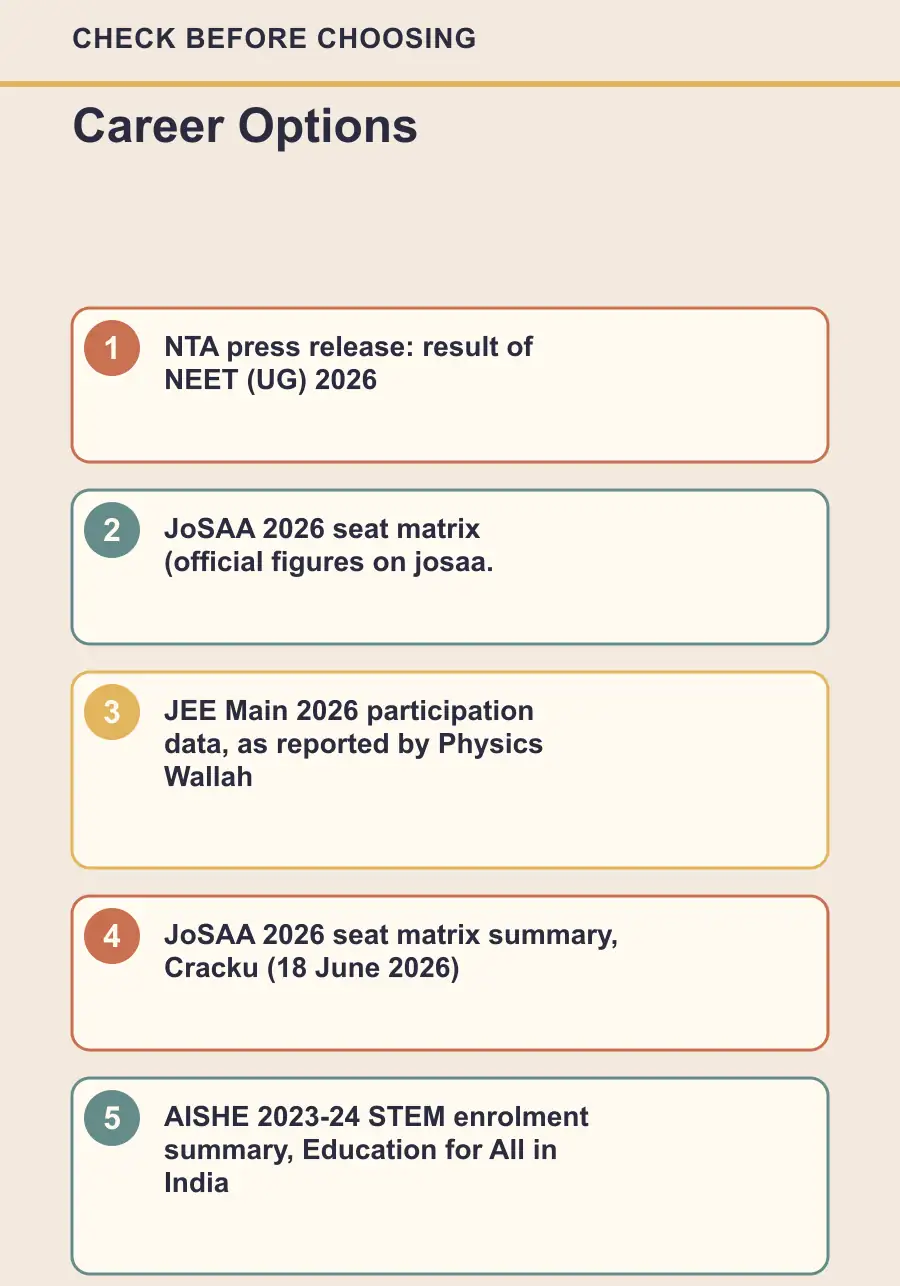 CHECK BEFORE CHOOSING
Career Options
1
NTA press release: result of
NEET (UG) 2026
2
JoSAA 2026 seat matrix
(official figures on josaa.
3
JEE Main 2026 participation
data, as reported by Physics
Wallah
4
JoSAA 2026 seat matrix summary,
Cracku (18 June 2026)
5
AISHE 2023-24 STEM enrolment
summary, Education for All in
India